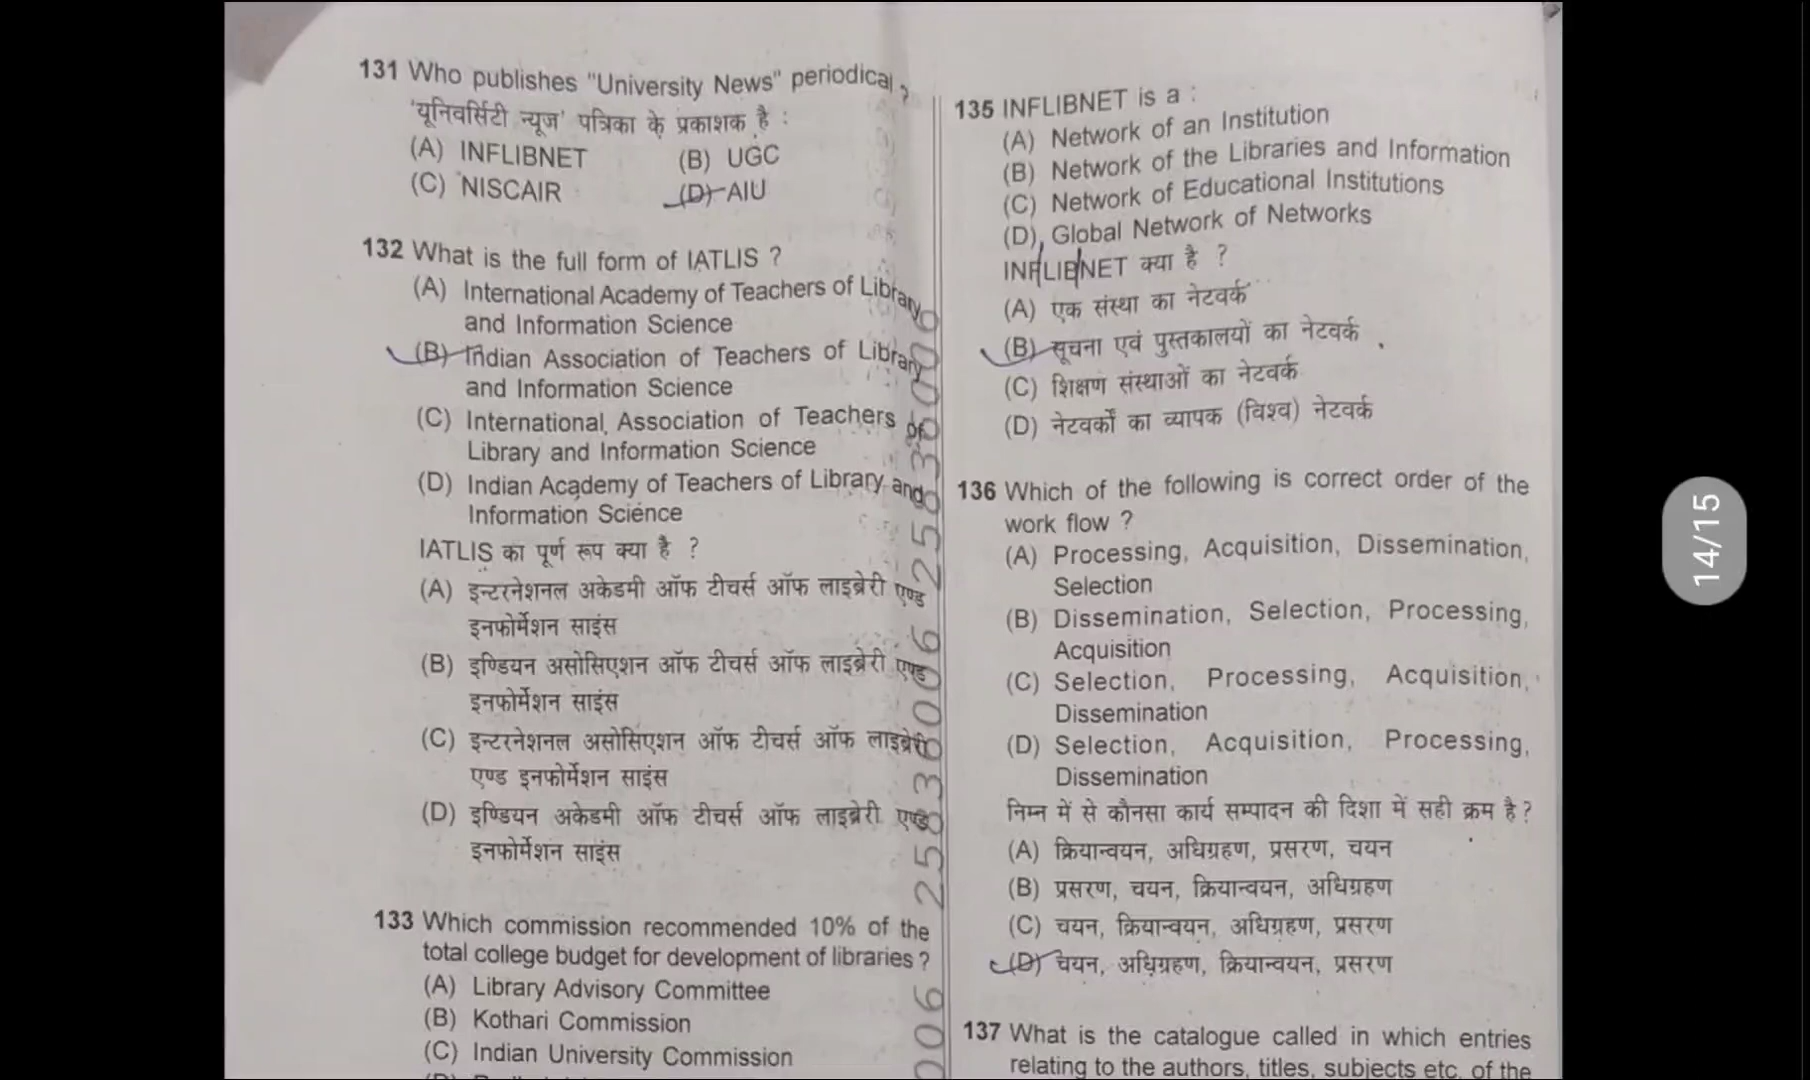 131 Who publishes "University News" periodical ?
'यूनिवर्सिटी न्यूज' पत्रिका के प्रकाशक है :
(A) INFLIBNET (B) UGC
(C) NISCAIR (D) AIU
132 What is the full form of IATLIS ?
(A) International Academy of Teachers of Library
and Information Science
(B) Indian Association of Teachers of Library
and Information Science
(C) International Association of Teachers of
Library and Information Science
(D) Indian Academy of Teachers of Library and
Information Science
IATLIS का पूर्ण रूप क्या है ?
(A) इन्टरनेशनल अकेडमी ऑफ टीचर्स ऑफ लाइब्रेरी एण्ड
इनफोर्मेशन साइंस
(B) इण्डियन असोसिएशन ऑफ टीचर्स ऑफ लाइब्रेरी एण्ड
इनफोर्मेशन साइंस
(C) इन्टरनेशनल असोसिएशन ऑफ टीचर्स ऑफ लाइब्रेरी
एण्ड इनफोर्मेशन साइंस
(D) इण्डियन अकेडमी ऑफ टीचर्स ऑफ लाइब्रेरी एण्ड
इनफोर्मेशन साइंस
133 Which commission recommended 10% of the
total college budget for development of libraries ?
(A) Library Advisory Committee
(B) Kothari Commission
(C) Indian University Commission
135 INFLIBNET is a :
(A) Network of an Institution
(B) Network of the Libraries and Information
(C) Network of Educational Institutions
(D) Global Network of Networks
INFLIBNET क्या है ?
(A) एक संस्था का नेटवर्क
(B) सूचना एवं पुस्तकालयों का नेटवर्क
(C) शिक्षण संस्थाओं का नेटवर्क
(D) नेटवर्कों का व्यापक (विश्व) नेटवर्क
136 Which of the following is correct order of the
work flow ?
(A) Processing, Acquisition, Dissemination,
Selection
(B) Dissemination, Selection, Processing,
Acquisition
(C) Selection, Processing, Acquisition,
Dissemination
(D) Selection, Acquisition, Processing,
Dissemination
निम्न में से कौनसा कार्य सम्पादन की दिशा में सही क्रम है ?
(A) क्रियान्वयन, अधिग्रहण, प्रसरण, चयन
(B) प्रसरण, चयन, क्रियान्वयन, अधिग्रहण
(C) चयन, क्रियान्वयन, अधिग्रहण, प्रसरण
(D) चयन, अधिग्रहण, क्रियान्वयन, प्रसरण
137 What is the catalogue called in which entries
relating to the authors, titles, subjects etc. of the
14/15